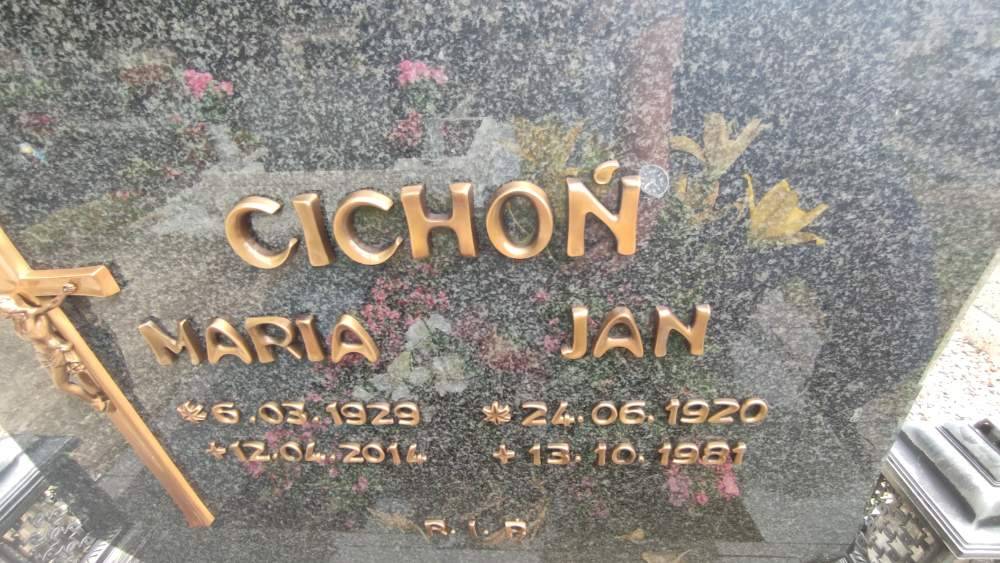 CICHOŃ
MARIA JAN
*6.03.1929 *24.06.1920
+12.04.2014 +13.10.1981
R.I.P.